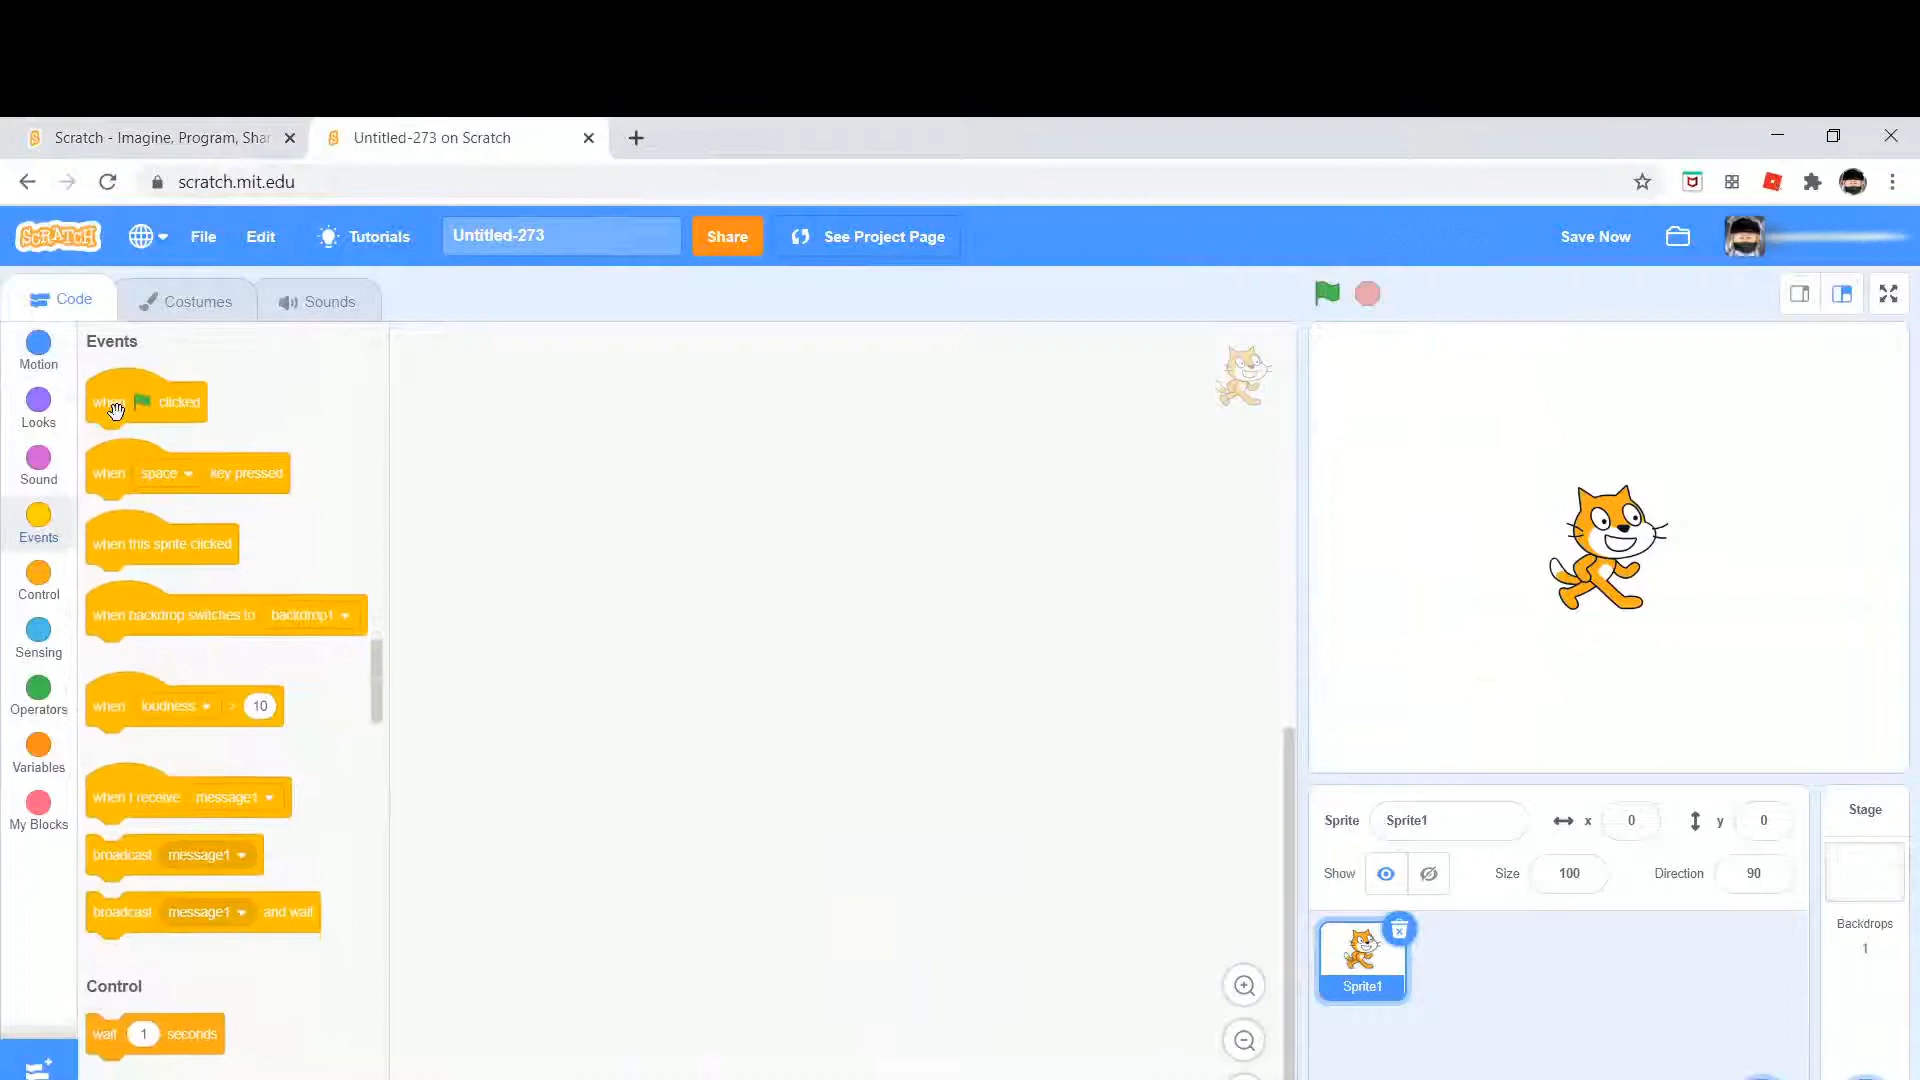 Scratch - Imagine, Program, Shar
Untitled-273 on Scratch
scratch.mit.edu
SCRATCH
File
Edit
Tutorials
Untitled-273
Share
See Project Page
Save Now
Code
Costumes
Sounds
Motion
Looks
Sound
Events
Control
Sensing
Operators
Variables
My Blocks
Events
when clicked
when space key pressed
when this sprite clicked
when backdrop switches to backdrop1
when loudness > 10
when I receive message1
broadcast message1
broadcast message1 and wait
Control
wait 1 seconds
Sprite Sprite1 x 0 y 0
Show Size 100 Direction 90
Sprite1
Stage
Backdrops
1